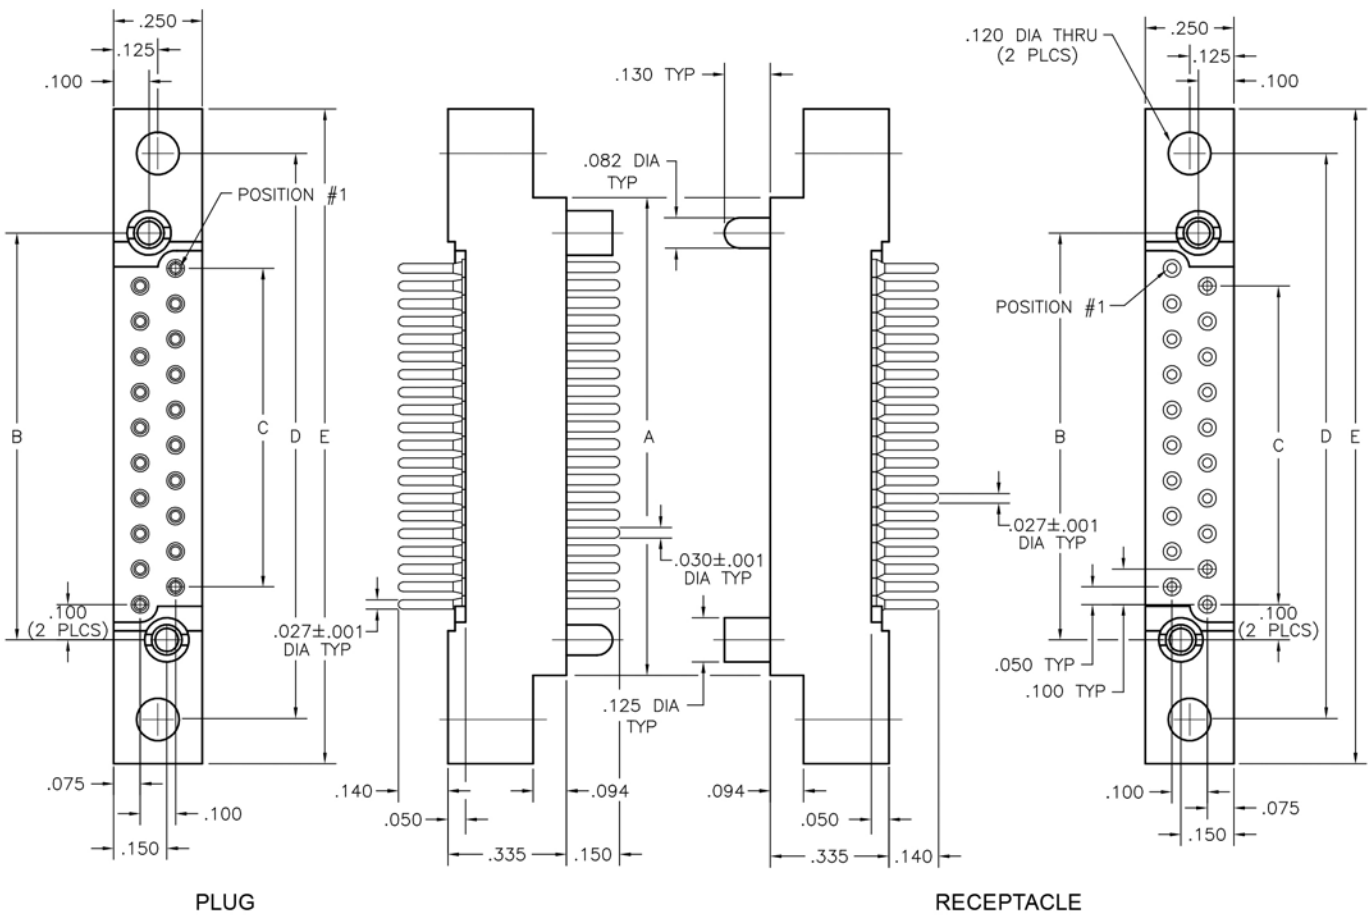 .250
.125
.100
POSITION #1
B
C
D
E
.100
(2 PLCS)
.075
.100
.150
PLUG
.130 TYP
.082 DIA
TYP
A
.030±.001
DIA TYP
.027±.001
DIA TYP
.125 DIA
TYP
.140
.050
.094
.335
.150
.094
.050
.335
.140
.027±.001
DIA TYP
.120 DIA THRU
(2 PLCS)
.250
.125
.100
POSITION #1
B
C
D
E
.100
(2 PLCS)
.050 TYP
.100 TYP
.100
.075
.150
RECEPTACLE